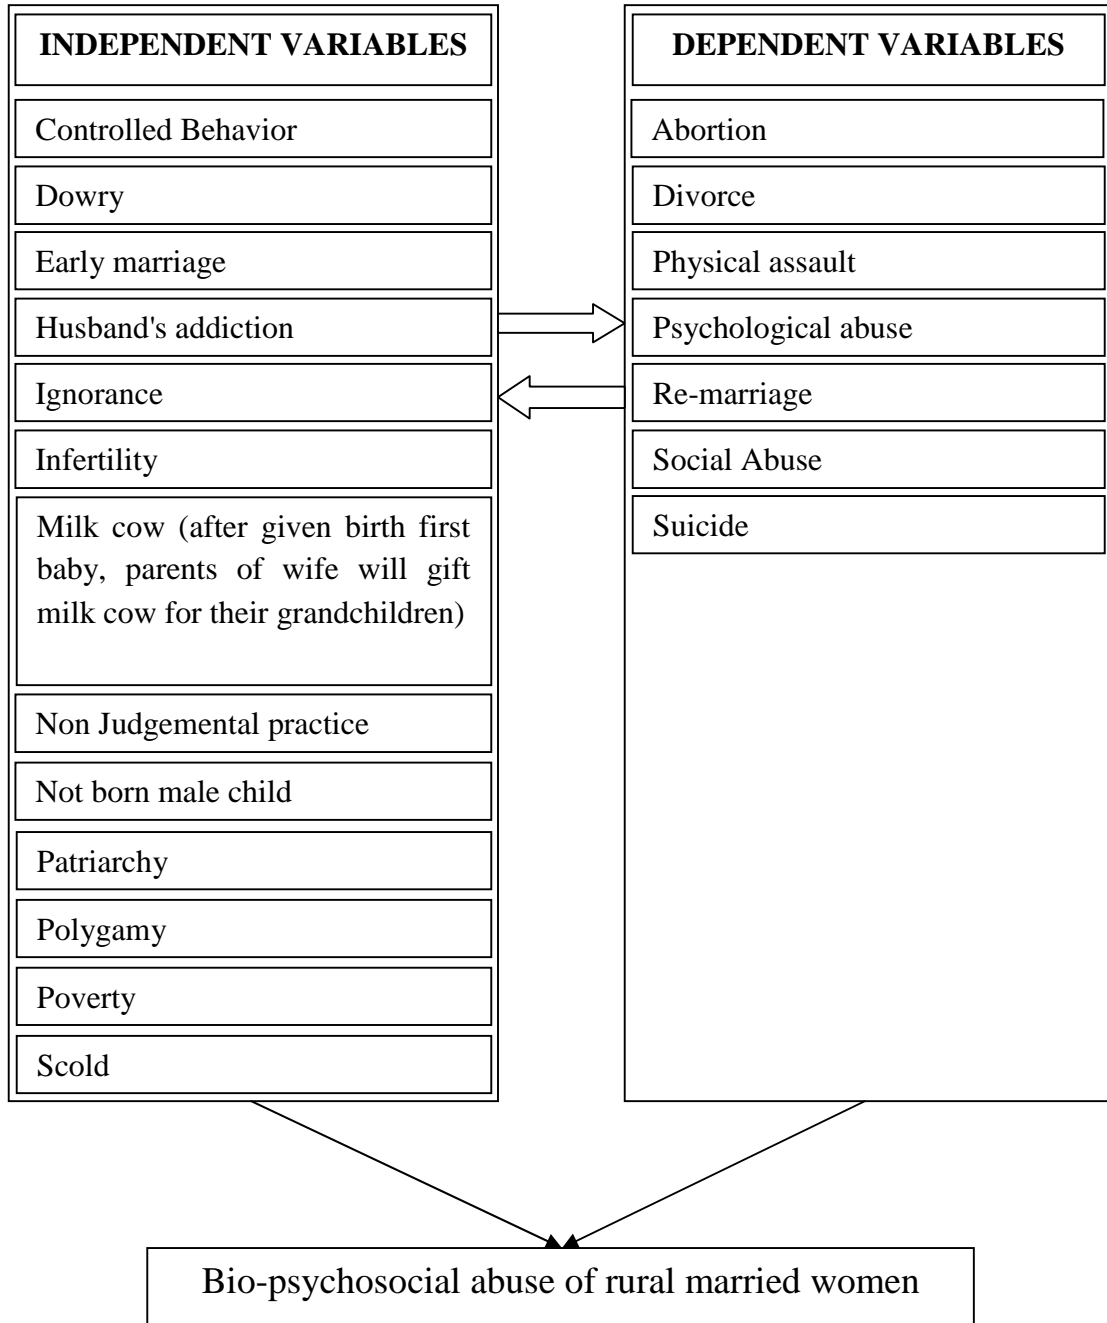 INDEPENDENT VARIABLES
Controlled Behavior
Dowry
Early marriage
Husband's addiction
Ignorance
Infertility
Milk cow (after given birth first
baby, parents of wife will gift
milk cow for their grandchildren)
Non Judgemental practice
Not born male child
Patriarchy
Polygamy
Poverty
Scold
DEPENDENT VARIABLES
Abortion
Divorce
Physical assault
Psychological abuse
Re-marriage
Social Abuse
Suicide
Bio-psychosocial abuse of rural married women